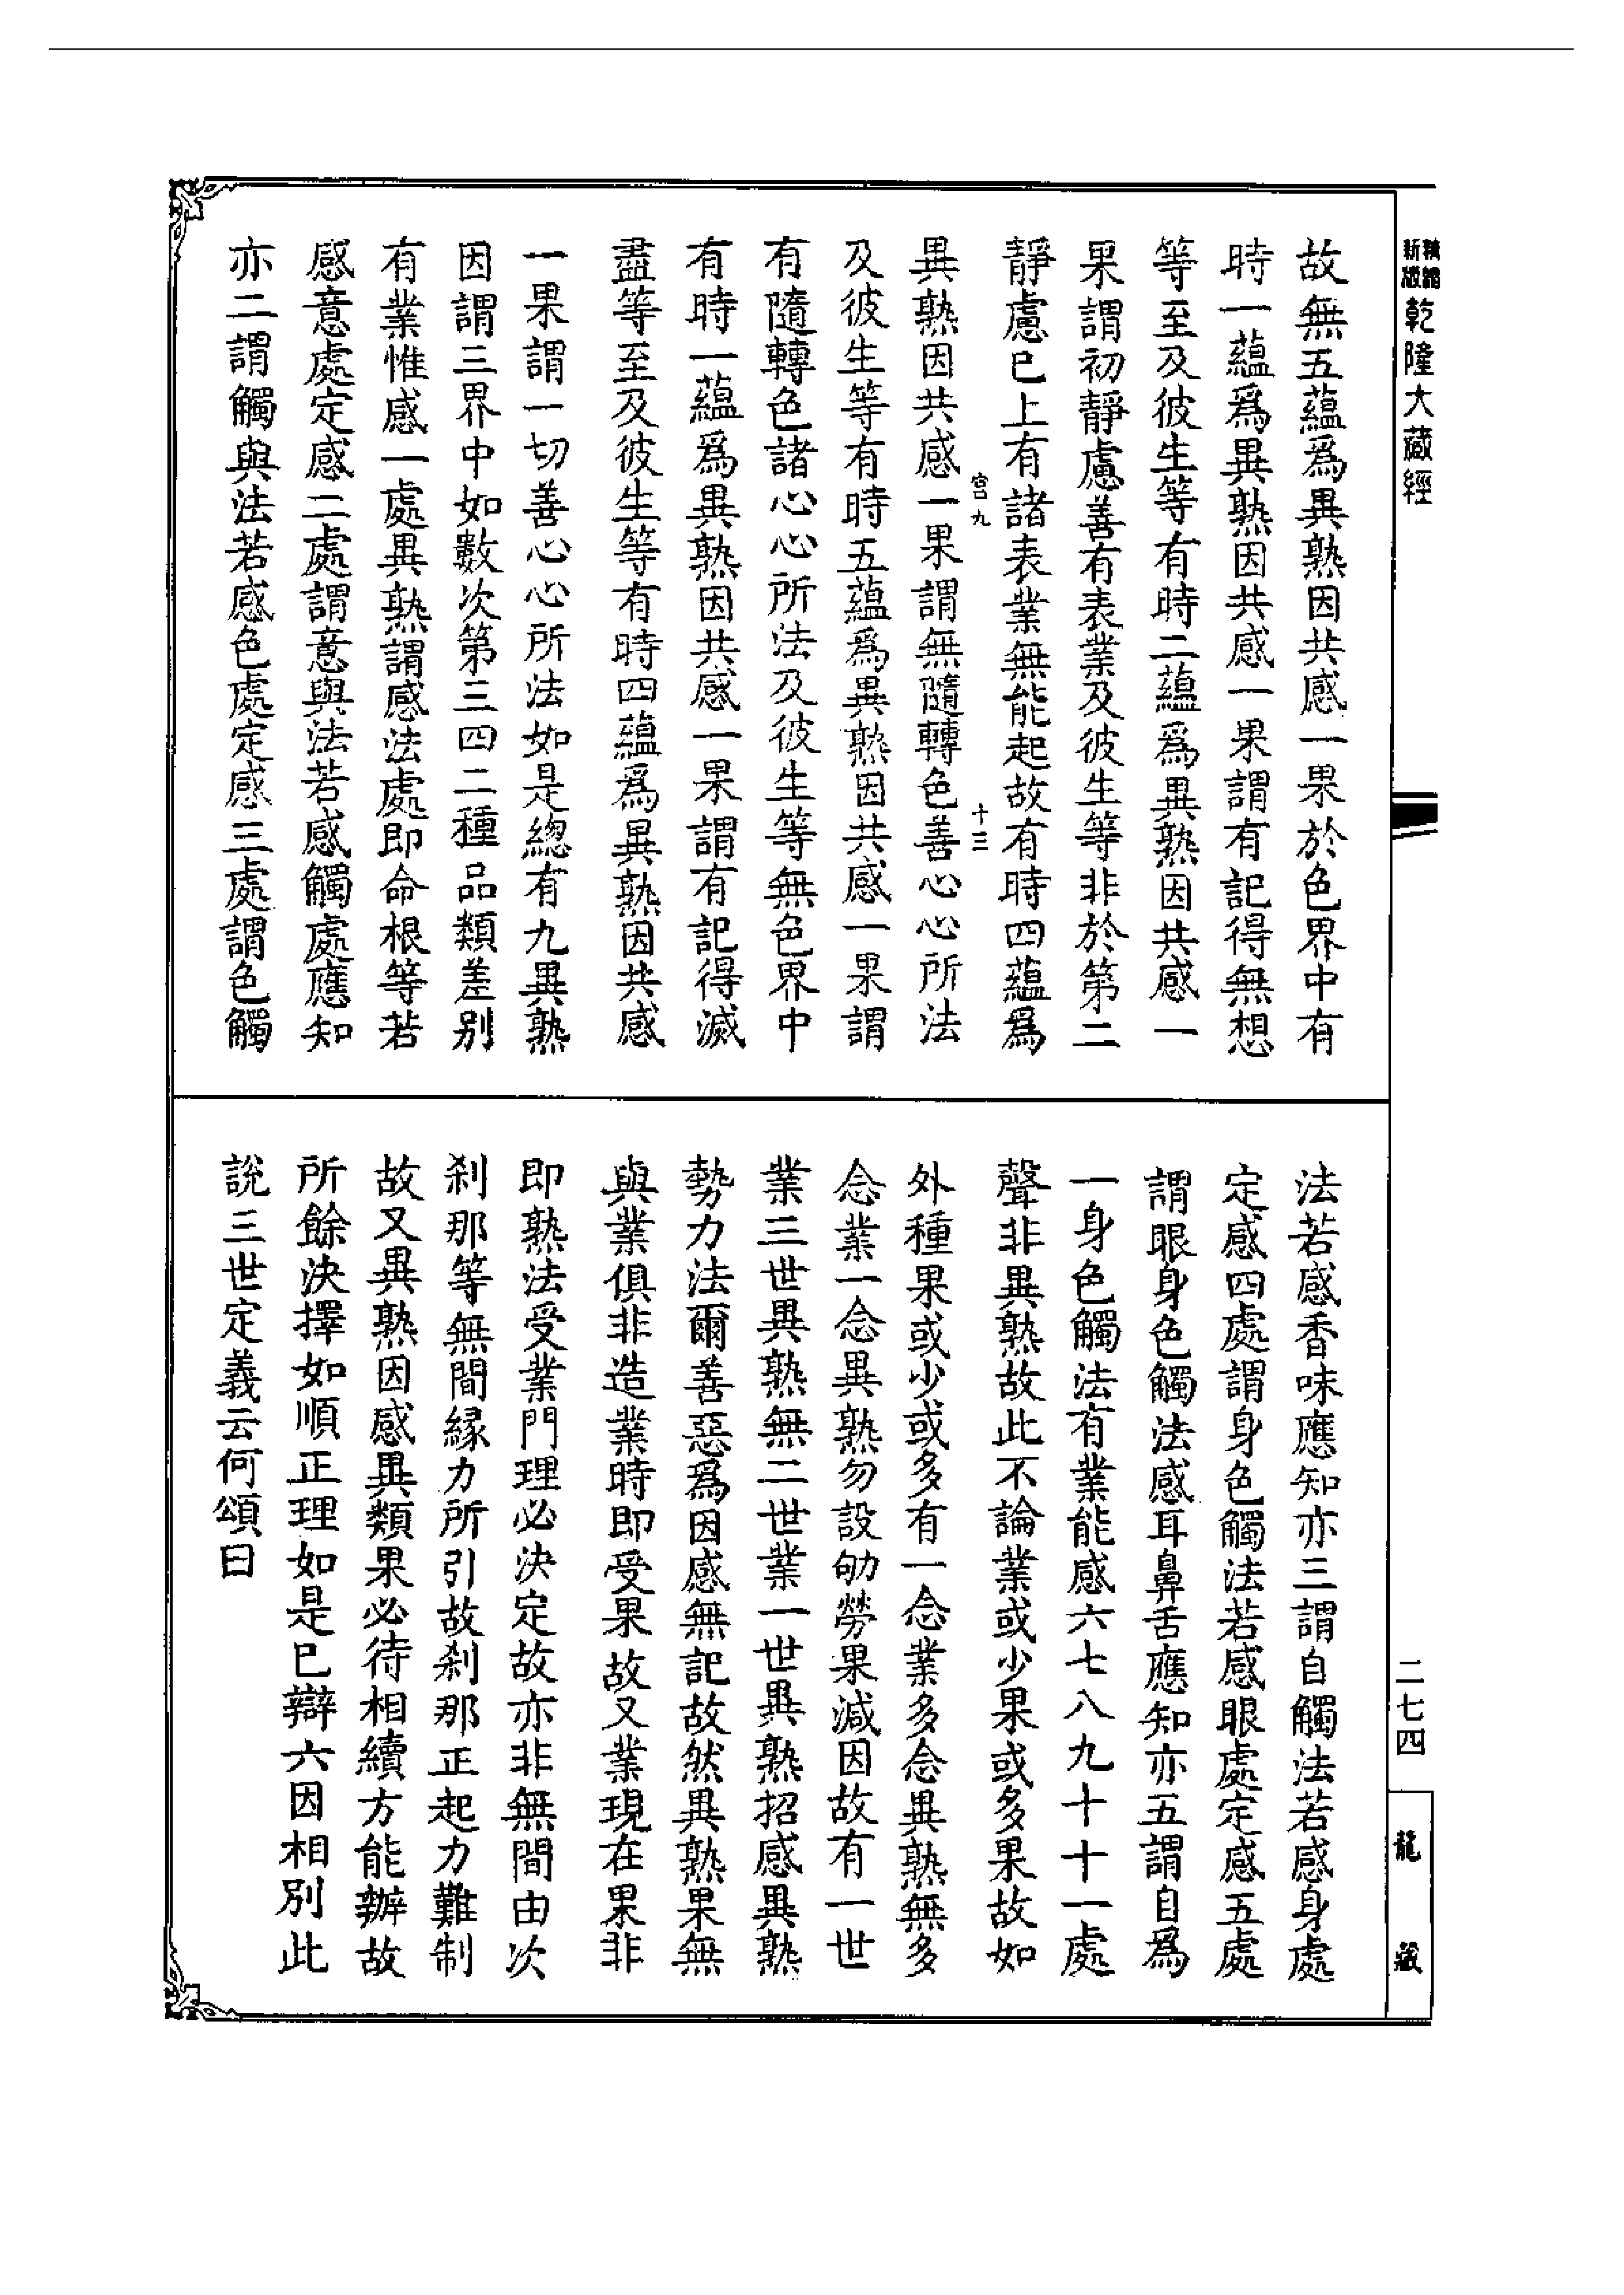 精縮
新版
乾隆大藏經
故無五蘊爲異熟因共感一果於色界中有
時一蘊爲異熟因共感一果謂有記得無想
等至及彼生等有時二蘊爲異熟因共感一
果謂初靜慮善有表業及彼生等非於第二
靜慮已上有諸表業無能起故有時四蘊爲
宮九
十三
異熟因共感一果謂無隨轉色善心心所法
及彼生等有時五蘊爲異熟因共感一果謂
有隨轉色諸心心所法及彼生等無色界中
有時一蘊爲異熟因共感一果謂有記得滅
盡等至及彼生等有時四蘊爲異熟因共感
一果謂一切善心心所法如是總有九異熟
因謂三界中如數次第三四二種品類差别
有業惟感一處異熟謂感法處即命根等若
感意處定感二處謂意與法若感觸處應知
亦二謂觸與法若感色處定感三處謂色觸
法若感香味應知亦三謂自觸法若感身處
定感四處謂身色觸法若感眼處定感五處
謂眼身色觸法感耳鼻舌應知亦五謂自爲
一身色觸法有業能感六七八九十十一處
聲非異熟故此不論業或少果或多果故如
外種果或少或多有一念業多念異熟無多
念業一念異熟勿設劬勞果減因故有一世
業三世異熟無二世業一世異熟招感異熟
勢力法爾善惡爲因感無記故然異熟果無
與業俱非造業時即受果故又業現在果非
即熟法受業門理必決定故亦非無間由次
刹那等無間緣力所引故刹那正起力難制
故又異熟因感異類果必待相續方能辦故
所餘決擇如順正理如是已辯六因相別此
說三世定義云何頌曰
二七四
龍藏